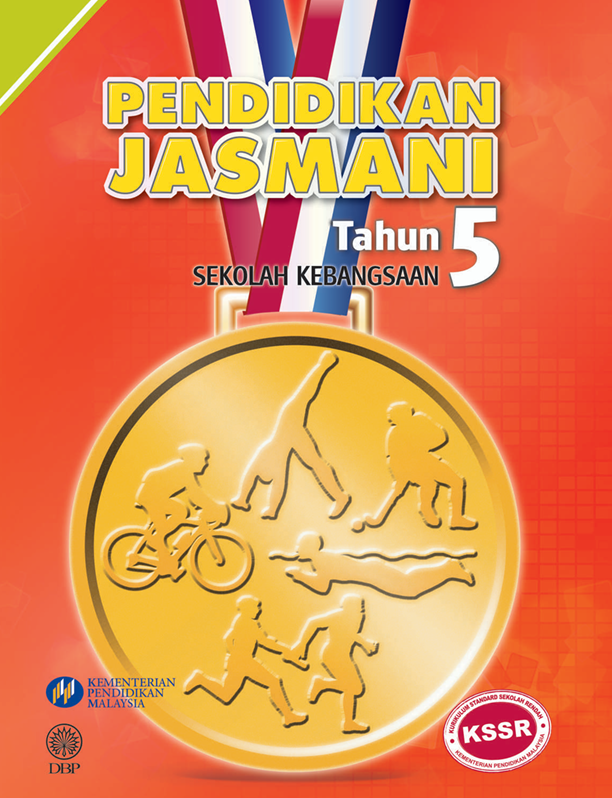 PENDIDIKAN
JASMANI
Tahun 5
SEKOLAH KEBANGSAAN
KEMENTERIAN
PENDIDIKAN
MALAYSIA
DBP
KURIKULUM STANDARD SEKOLAH RENDAH
KSSR
KEMENTERIAN PENDIDIKAN MALAYSIA